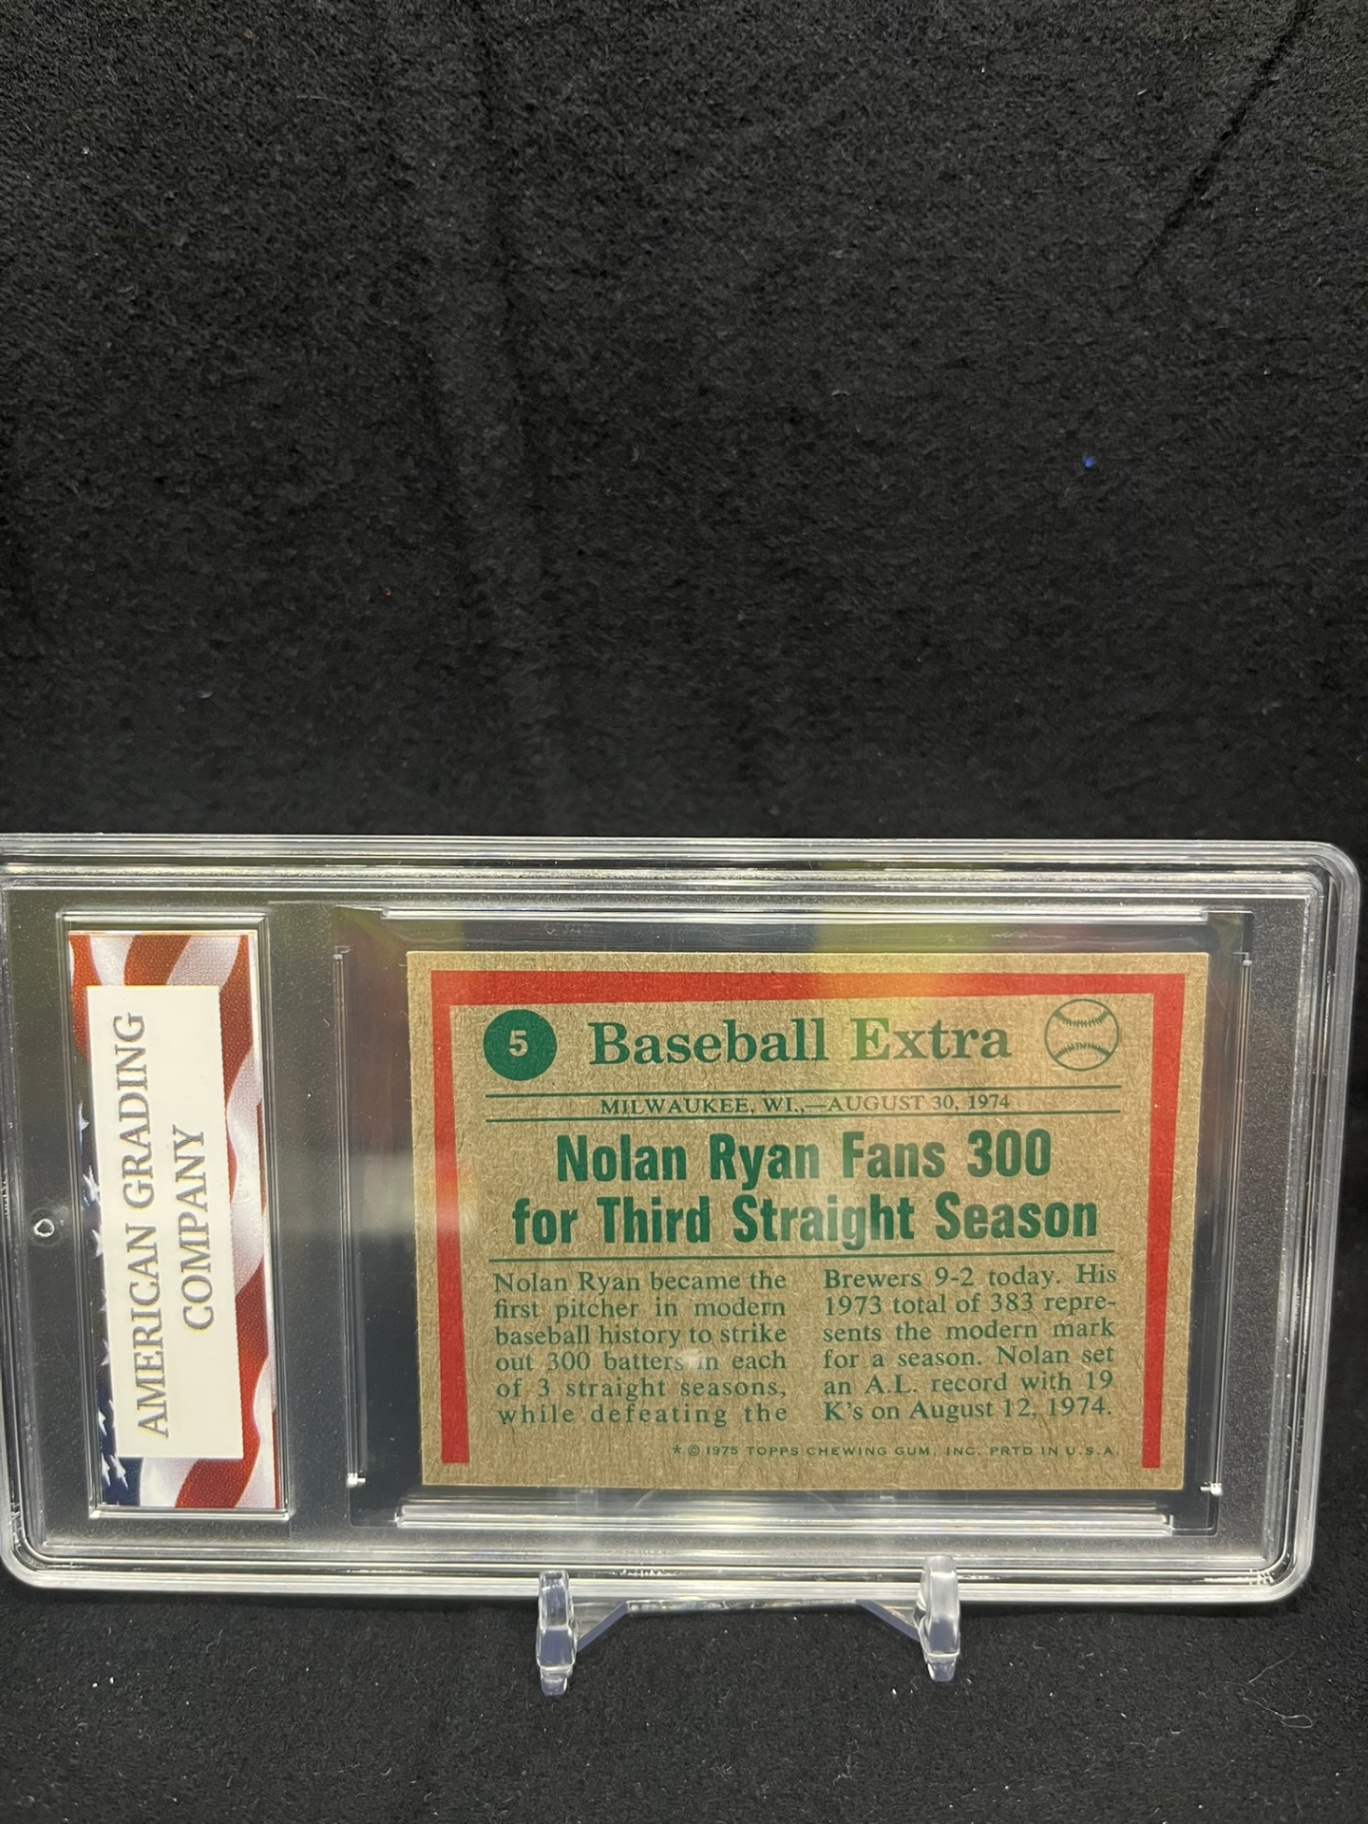 AMERICAN GRADING
COMPANY
5
Baseball Extra
MILWAUKEE, WI.,—AUGUST 30, 1974
Nolan Ryan Fans 300
for Third Straight Season
Nolan Ryan became the
first pitcher in modern
baseball history to strike
out 300 batters in each
of 3 straight seasons,
while defeating the
Brewers 9-2 today. His
1973 total of 383 repre-
sents the modern mark
for a season. Nolan set
an A.L. record with 19
K's on August 12, 1974.
* © 1975 TOPPS CHEWING GUM, INC. PRTD IN U.S.A.